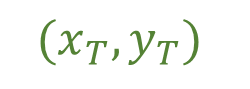 (x_T, y_T)